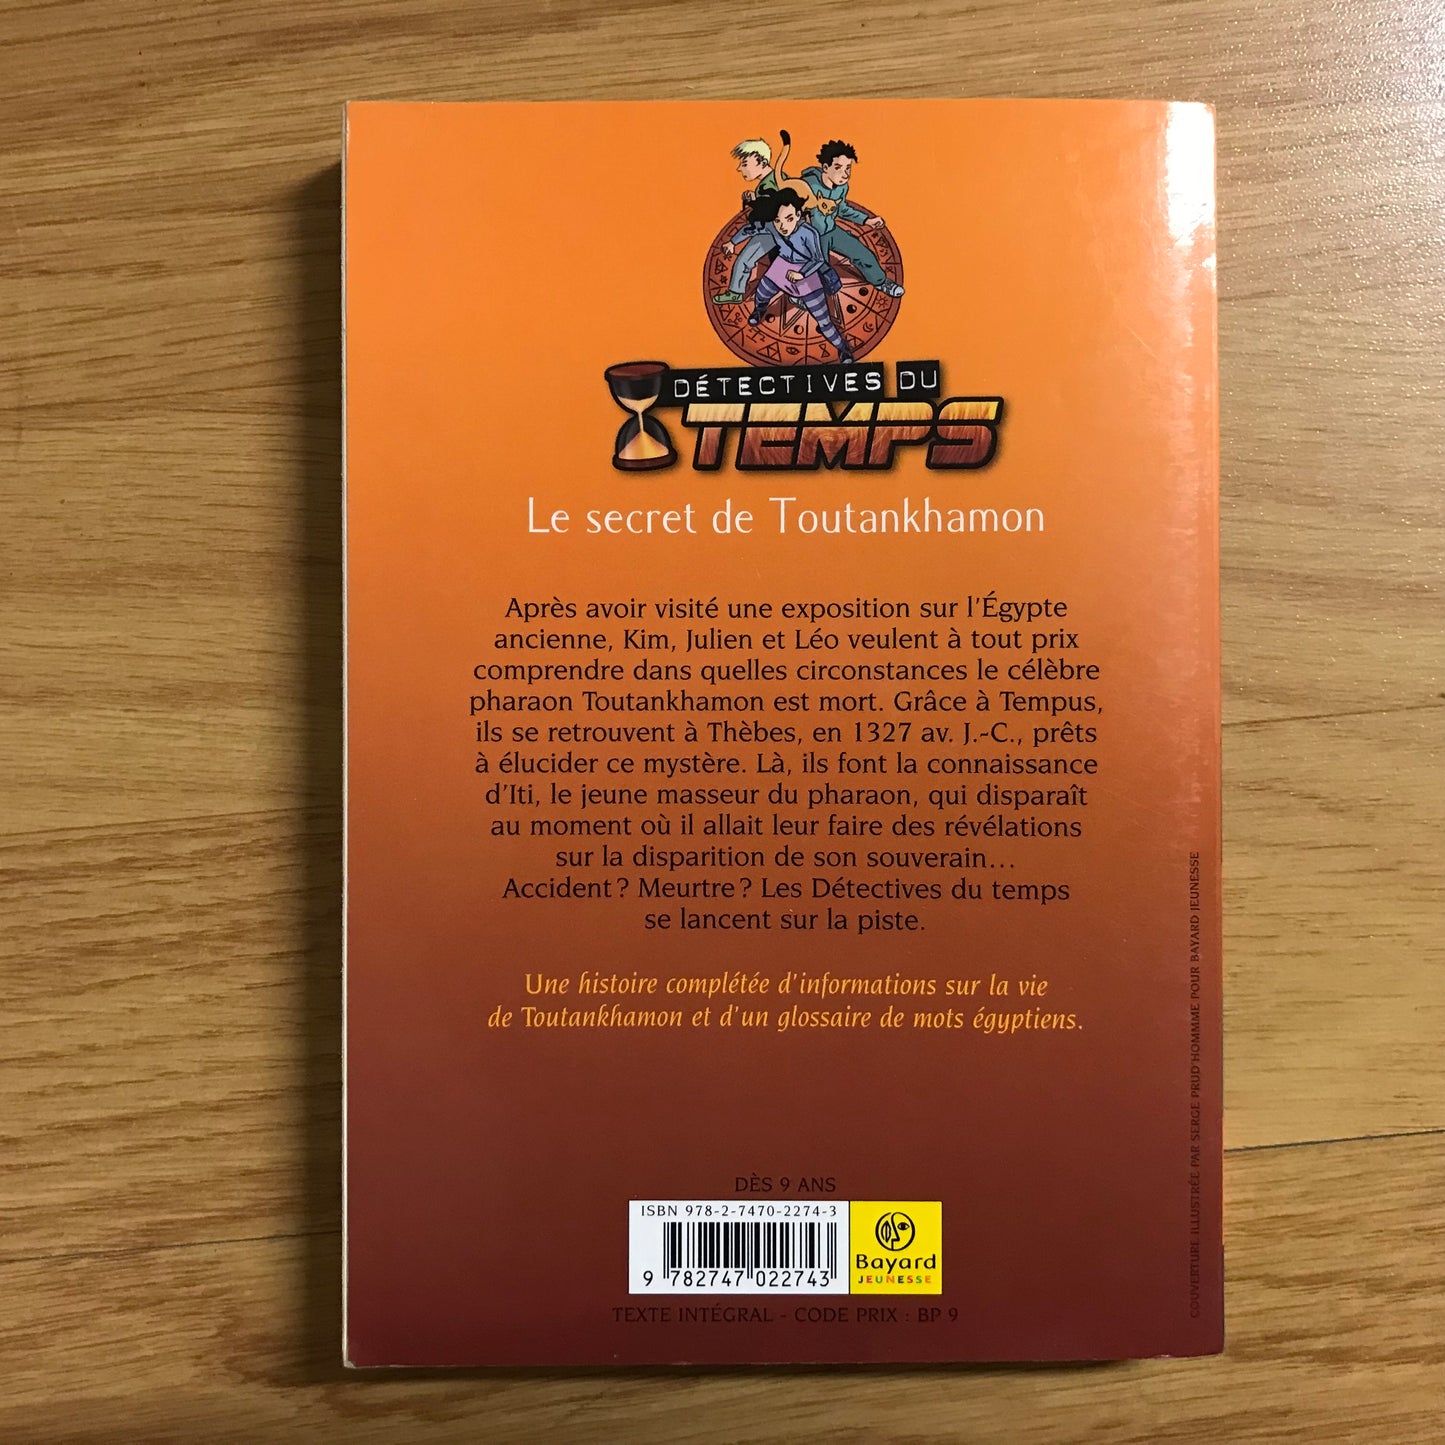 DÉTECTIVES DU
TEMPS
Le secret de Toutankhamon
Après avoir visité une exposition sur l'Égypte
ancienne, Kim, Julien et Léo veulent à tout prix
comprendre dans quelles circonstances le célèbre
pharaon Toutankhamon est mort. Grâce à Tempus,
ils se retrouvent à Thèbes, en 1327 av. J.-C., prêts
à élucider ce mystère. Là, ils font la connaissance
d'Iti, le jeune masseur du pharaon, qui disparaît
au moment où il allait leur faire des révélations
sur la disparition de son souverain...
Accident ? Meurtre ? Les Détectives du temps
se lancent sur la piste.
Une histoire complétée d'informations sur la vie
de Toutankhamon et d'un glossaire de mots égyptiens.
DÈS 9 ANS
ISBN 978-2-7470-2274-3
9 782747 022743
Bayard
JEUNESSE
TEXTE INTÉGRAL - CODE PRIX : BP 9
COUVERTURE ILLUSTRÉE PAR SERGE PRUD'HOMMME POUR BAYARD JEUNESSE